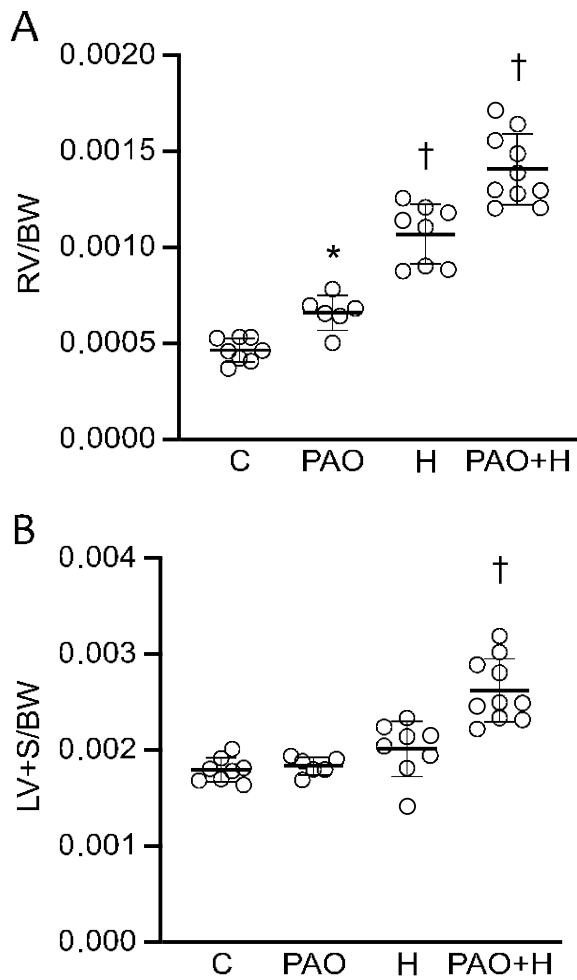 A
RV/BW
0.0020
0.0015
0.0010
0.0005
0.0000
*
†
†
C PAO H PAO+H
B
LV+S/BW
0.004
0.003
0.002
0.001
0.000
†
C PAO H PAO+H